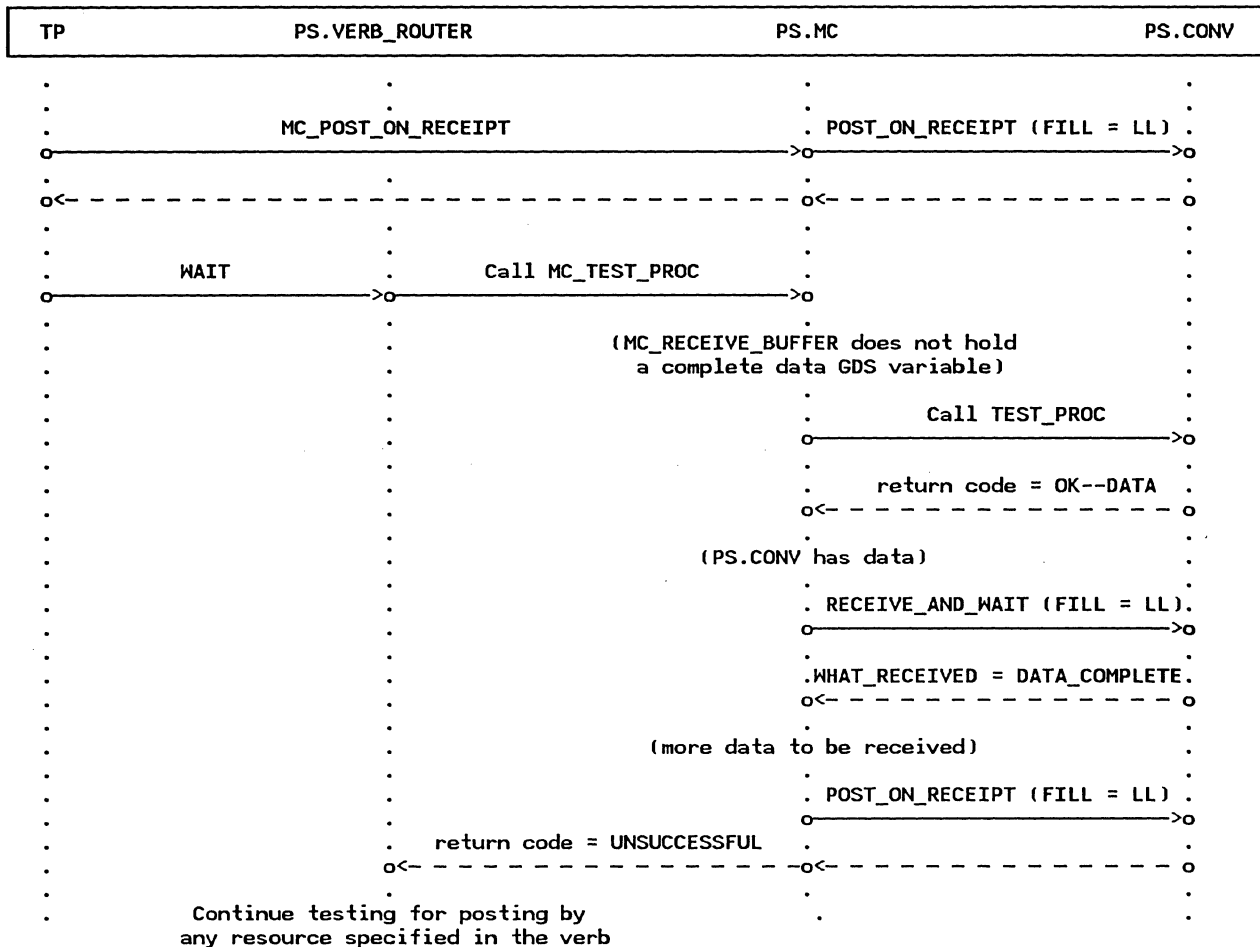 TP PS.VERB_ROUTER PS.MC PS.CONV
MC_POST_ON_RECEIPT POST_ON_RECEIPT (FILL = LL)
WAIT Call MC_TEST_PROC
(MC_RECEIVE_BUFFER does not hold
a complete data GDS variable)
Call TEST_PROC
return code = OK--DATA
(PS.CONV has data)
RECEIVE_AND_WAIT (FILL = LL)
WHAT_RECEIVED = DATA_COMPLETE
(more data to be received)
POST_ON_RECEIPT (FILL = LL)
return code = UNSUCCESSFUL
Continue testing for posting by
any resource specified in the verb